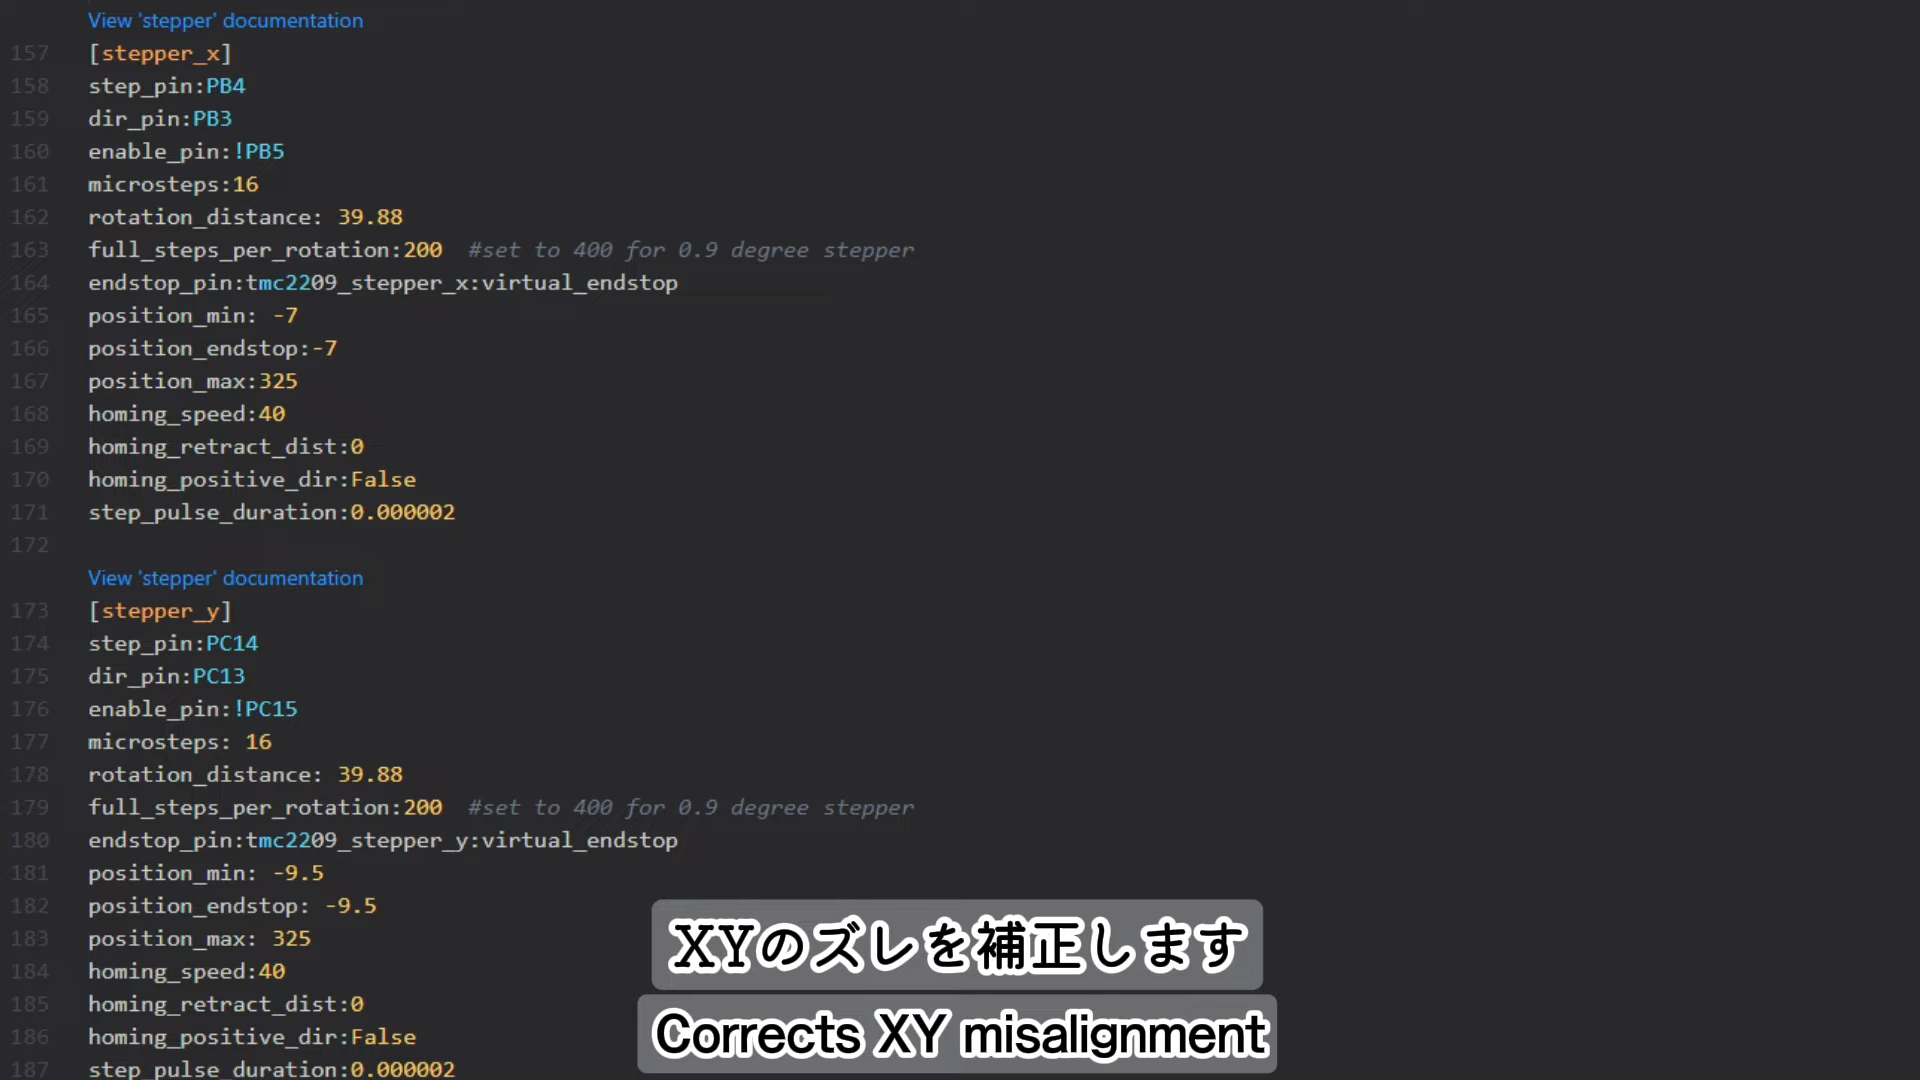 View 'stepper' documentation
157 [stepper_x]
158 step_pin:PB4
159 dir_pin:PB3
160 enable_pin:!PB5
161 microsteps:16
162 rotation_distance: 39.88
163 full_steps_per_rotation:200  #set to 400 for 0.9 degree stepper
164 endstop_pin:tmc2209_stepper_x:virtual_endstop
165 position_min: -7
166 position_endstop:-7
167 position_max:325
168 homing_speed:40
169 homing_retract_dist:0
170 homing_positive_dir:False
171 step_pulse_duration:0.000002
172
View 'stepper' documentation
173 [stepper_y]
174 step_pin:PC14
175 dir_pin:PC13
176 enable_pin:!PC15
177 microsteps: 16
178 rotation_distance: 39.88
179 full_steps_per_rotation:200  #set to 400 for 0.9 degree stepper
180 endstop_pin:tmc2209_stepper_y:virtual_endstop
181 position_min: -9.5
182 position_endstop: -9.5
183 position_max: 325
184 homing_speed:40
185 homing_retract_dist:0
186 homing_positive_dir:False
187 step_pulse_duration:0.000002
XYのズレを補正します
Corrects XY misalignment